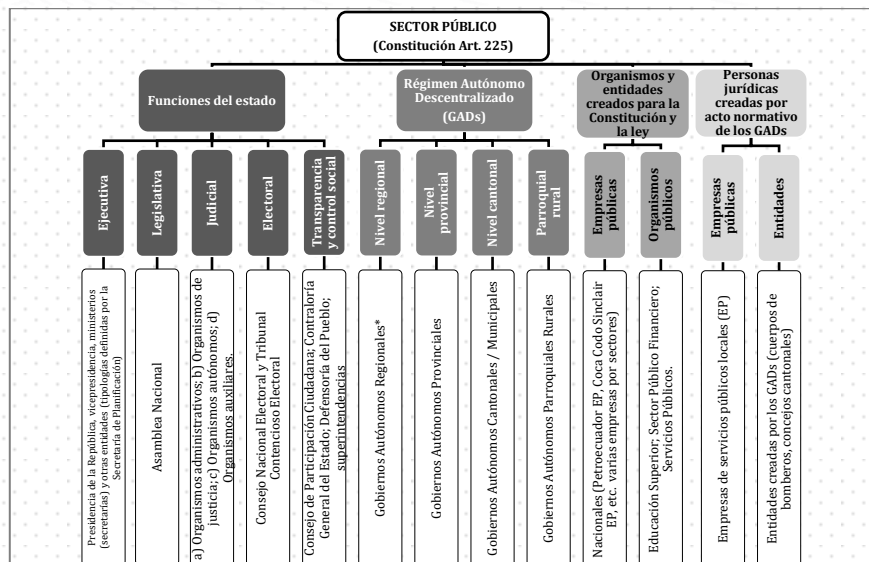 SECTOR PÚBLICO
(Constitución Art. 225)
Funciones del estado
Régimen Autónomo
Descentralizado
(GADs)
Organismos y
entidades
creados para la
Constitución y
la ley
Personas
jurídicas
creadas por
acto normativo
de los GADs
Ejecutiva
Legislativa
Judicial
Electoral
Transparencia
y control social
Nivel regional
Nivel
provincial
Nivel cantonal
Parroquial
rural
Empresas
públicas
Organismos
públicos
Empresas
públicas
Entidades
Presidencia de la República, vicepresidencia, ministerios
(secretarías) y otras entidades (tipologías definidas por la
Secretaría de Planificación)
Asamblea Nacional
a) Organismos administrativos; b) Organismos de
justicia; c) Organismos autónomos; d)
Organismos auxiliares.
Consejo Nacional Electoral y Tribunal
Contencioso Electoral
Consejo de Participación Ciudadana; Contraloría
General del Estado; Defensoría del Pueblo;
superintendencias
Gobiernos Autónomos Regionales*
Gobiernos Autónomos Provinciales
Gobiernos Autónomos Cantonales / Municipales
Gobiernos Autónomos Parroquiales Rurales
Nacionales (Petroecuador EP, Coca Codo Sinclair
EP, etc. varias empresas por sectores)
Educación Superior; Sector Público Financiero;
Servicios Públicos.
Empresas de servicios públicos locales (EP)
Entidades creadas por los GADs (cuerpos de
bomberos, concejos cantonales)